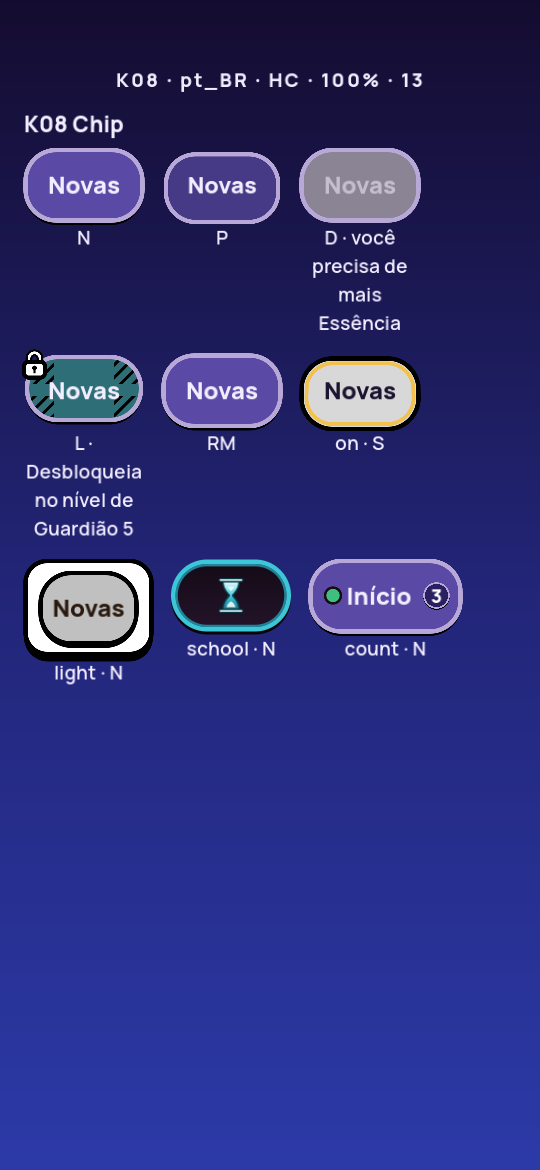 K08 · pt_BR · HC · 100% · 13
K08 Chip
Novas
Novas
Novas
N
P
D · você
precisa de
mais
Essência
Novas
Novas
Novas
L ·
Desbloqueia
no nível de
Guardião 5
RM
on · S
Novas
Início 3
light · N
school · N
count · N